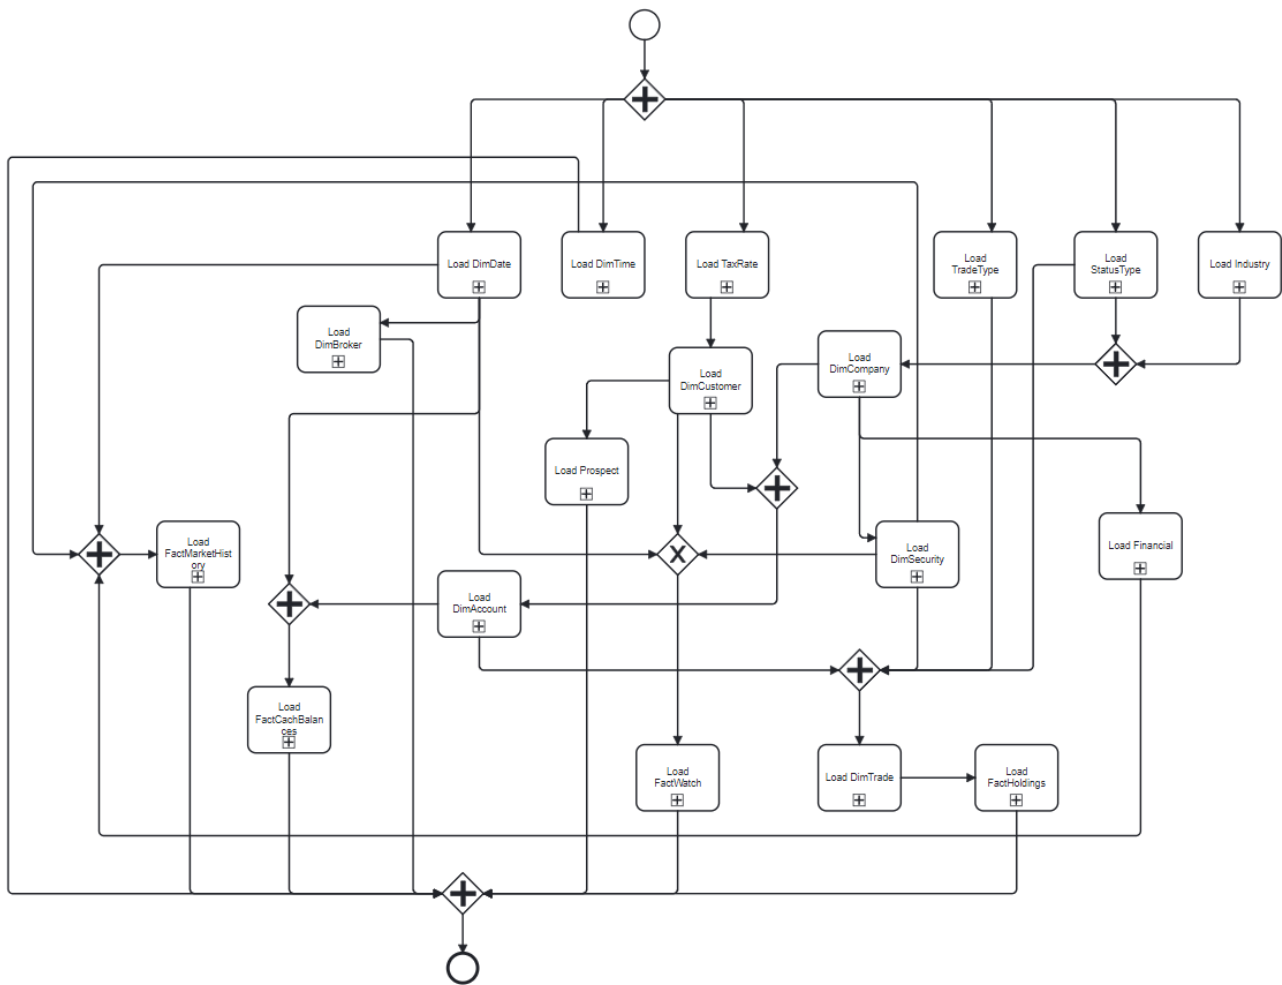 Load DimDate
Load DimTime
Load TaxRate
Load
TradeType
Load
StatusType
Load Industry
Load
DimBroker
Load
DimCustomer
Load
DimCompany
Load Prospect
Load
FactMarketHist
ory
Load
DimSecurity
Load Financial
Load
DimAccount
Load
FactCachBalan
ces
Load
FactWatch
Load DimTrade
Load
FactHoldings